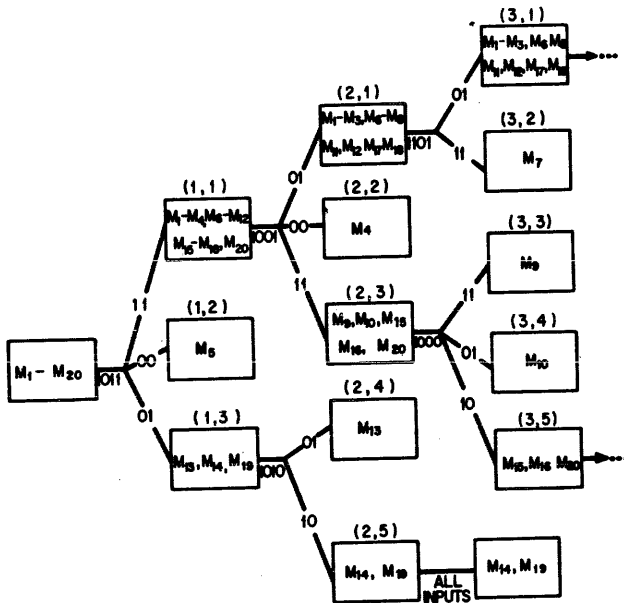 (3,1)
M₁-M₃, M₆ M₈
M₁₁, M₁₂, M₁₇, M₁₈
01
(2,1)
M₁-M₃, M₆-M₈
M₁₁, M₁₂ M₁₇ M₁₈
1101
(3,2)
11
M₇
01
(1,1)
M₁-M₄, M₆-M₁₂
M₁₅-M₁₈, M₂₀
1001
(2,2)
00
M₄
(3,3)
M₉
11
(2,3)
11
M₉, M₁₀, M₁₅
M₁₆, M₂₀
1000
(3,4)
01
M₁₀
11
(1,2)
00
M₅
M₁ - M₂₀
1011
(2,4)
01
M₁₃
10
(3,5)
M₁₅, M₁₆ M₂₀
01
(1,3)
M₁₃, M₁₄, M₁₉
1010
10
(2,5)
M₁₄, M₁₉
ALL
INPUTS
M₁₄, M₁₉